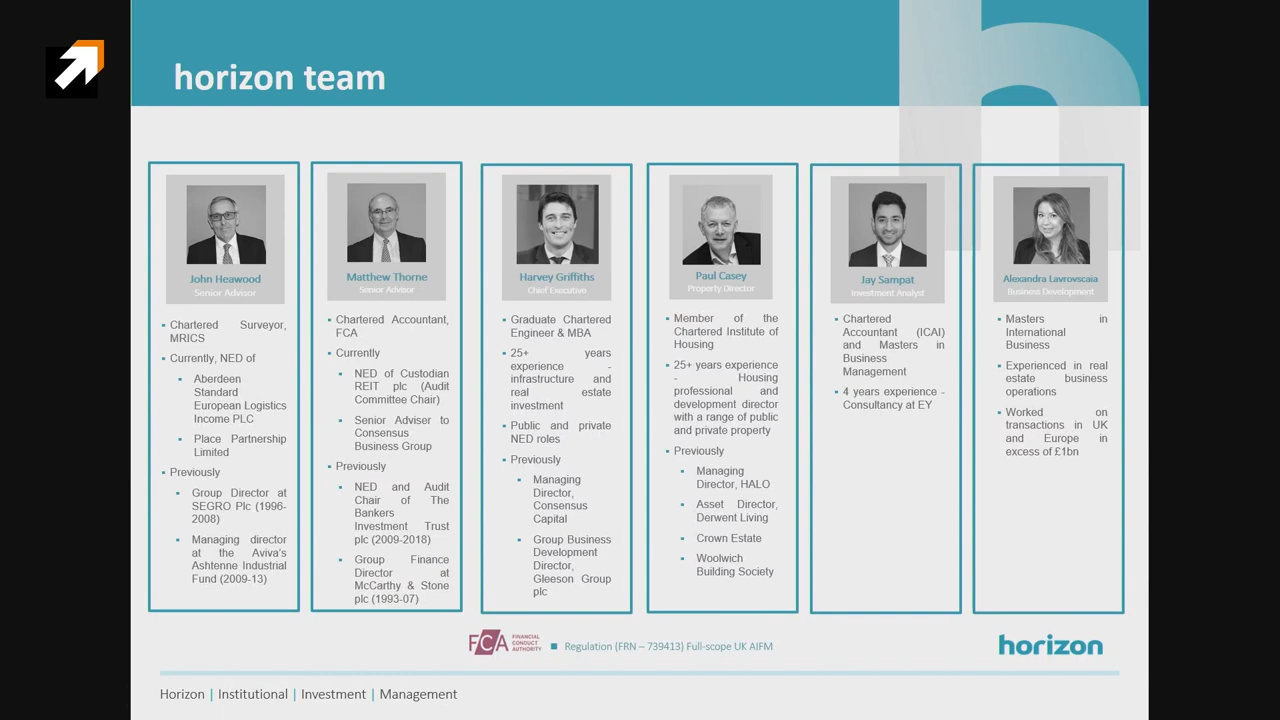 horizon team
John Heawood
Senior Advisor
Chartered Surveyor,
MRICS
Currently, NED of
Aberdeen
Standard
European Logistics
Income PLC
Place Partnership
Limited
Previously
Group Director at
SEGRO Plc (1996-
2008)
Managing director
at the Aviva's
Ashtenne Industrial
Fund (2009-13)
Matthew Thorne
Senior Advisor
Chartered Accountant,
FCA
Currently
NED of Custodian
REIT plc (Audit
Committee Chair)
Senior Adviser to
Consensus
Business Group
Previously
NED and Audit
Chair of The
Bankers
Investment Trust
plc (2009-2018)
Group Finance
Director at
McCarthy & Stone
plc (1993-07)
Harvey Griffiths
Chief Executive
Graduate Chartered
Engineer & MBA
25+ years
experience -
infrastructure and
real estate
investment
Public and private
NED roles
Previously
Managing
Director,
Consensus
Capital
Group Business
Development
Director,
Gleeson Group
plc
Paul Casey
Property Director
Member of the
Chartered Institute of
Housing
25+ years experience
- Housing
professional and
development director
with a range of public
and private property
Previously
Managing
Director, HALO
Asset Director,
Derwent Living
Crown Estate
Woolwich
Building Society
Jay Sampat
Investment Analyst
Chartered
Accountant (ICAI)
and Masters in
Business
Management
4 years experience -
Consultancy at EY
Alexandra Lavrovscaia
Business Development
Masters in
International
Business
Experienced in real
estate business
operations
Worked on
transactions in UK
and Europe in
excess of £1bn
FCA FINANCIAL
CONDUCT
AUTHORITY
Regulation (FRN – 739413) Full-scope UK AIFM
horizon
Horizon | Institutional | Investment | Management